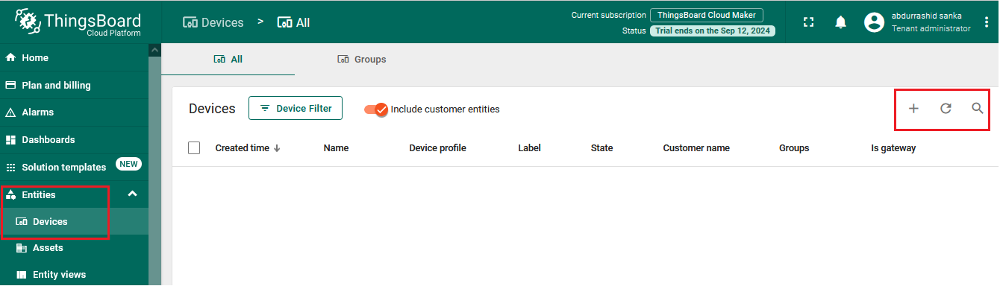 ThingsBoard
Cloud Platform
Devices > All
Current subscription ThingsBoard Cloud Maker
Status Trial ends on the Sep 12, 2024
abdurrashid sanka
Tenant administrator
Home
Plan and billing
Alarms
Dashboards
Solution templates NEW
Entities
Devices
Assets
Entity views
All Groups
Devices Device Filter Include customer entities
Created time Name Device profile Label State Customer name Groups Is gateway